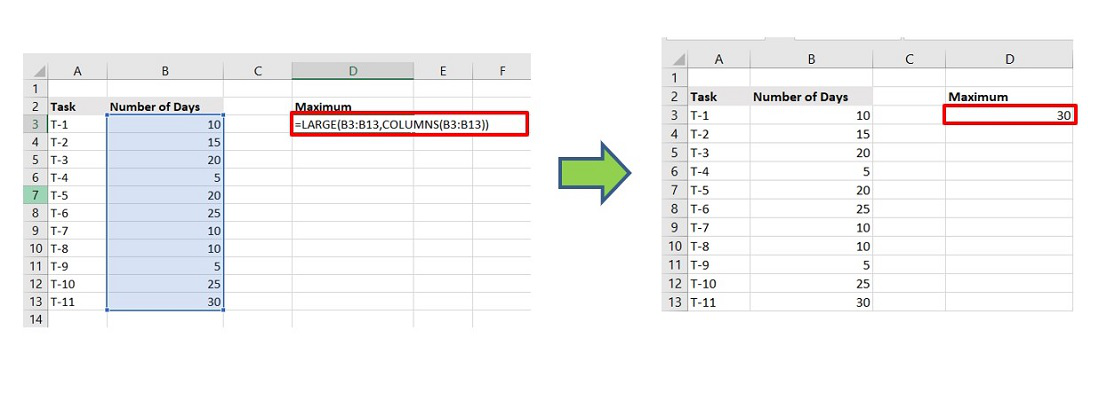 A B C D E F
1
2 Task Number of Days Maximum
3 T-1 10 =LARGE(B3:B13,COLUMNS(B3:B13))
4 T-2 15
5 T-3 20
6 T-4 5
7 T-5 20
8 T-6 25
9 T-7 10
10 T-8 10
11 T-9 5
12 T-10 25
13 T-11 30
14
A B C D
1
2 Task Number of Days Maximum
3 T-1 10 30
4 T-2 15
5 T-3 20
6 T-4 5
7 T-5 20
8 T-6 25
9 T-7 10
10 T-8 10
11 T-9 5
12 T-10 25
13 T-11 30